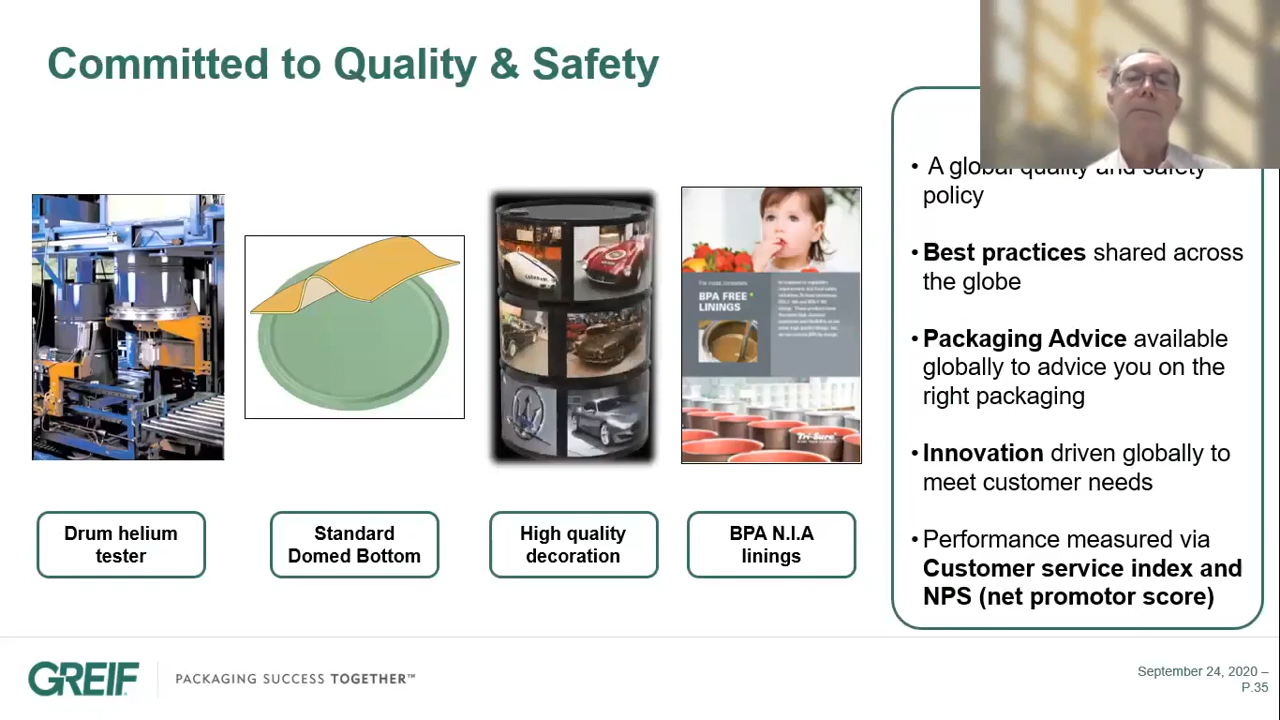 Committed to Quality & Safety
For most containers
BPA FREE
LININGS
Tri-Sure
Drum helium
tester
Standard
Domed Bottom
High quality
decoration
BPA N.I.A
linings
• A global quality and safety
policy
• Best practices shared across
the globe
• Packaging Advice available
globally to advice you on the
right packaging
• Innovation driven globally to
meet customer needs
• Performance measured via
Customer service index and
NPS (net promotor score)
GREIF
PACKAGING SUCCESS TOGETHER™
September 24, 2020 –
P.35